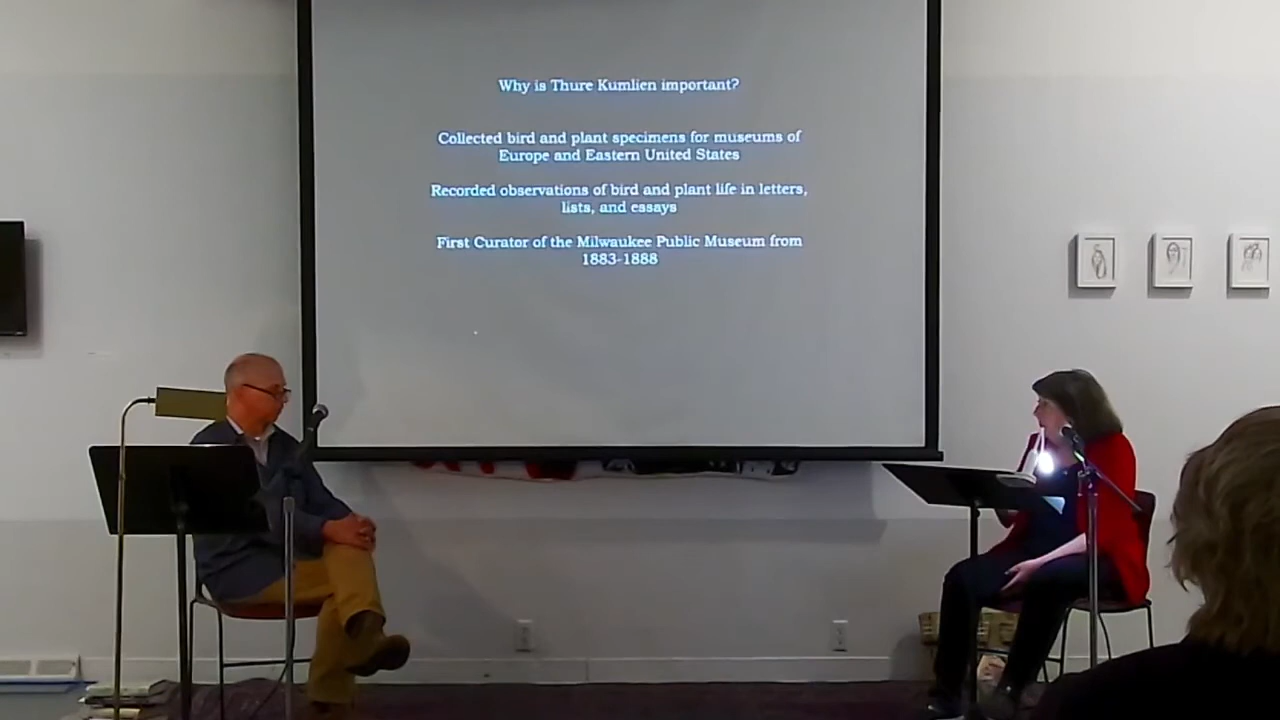 Why is Thure Kumlien important?
Collected bird and plant specimens for museums of
Europe and Eastern United States
Recorded observations of bird and plant life in letters,
lists, and essays
First Curator of the Milwaukee Public Museum from
1883-1888